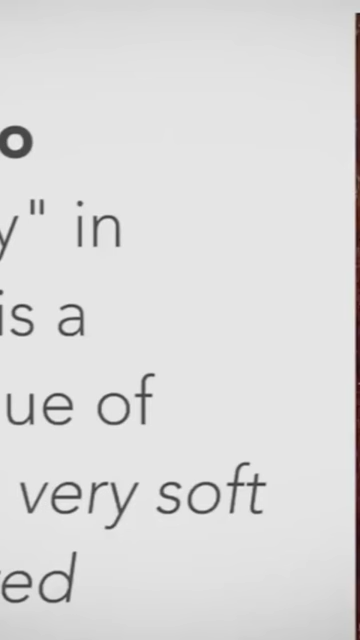 o
y" in
is a
ue of
very soft
ed